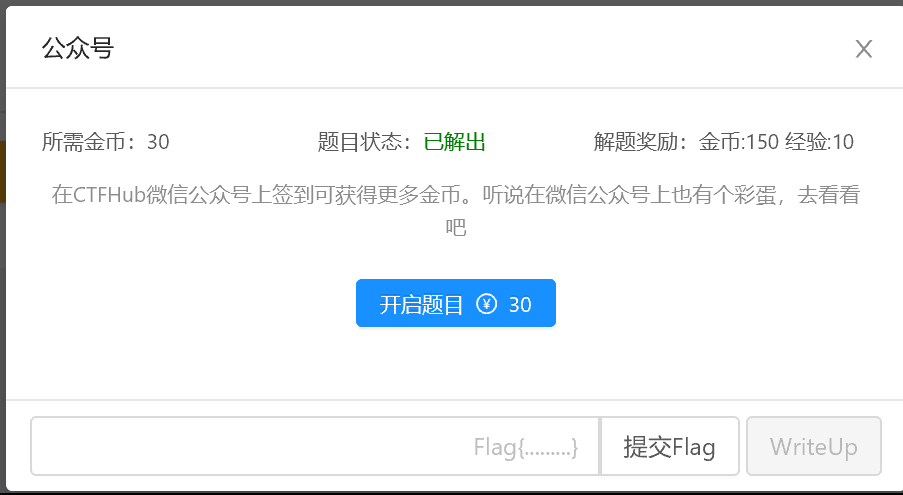 公众号
所需金币：30 题目状态：已解出 解题奖励：金币:150 经验:10
在CTFHub微信公众号上签到可获得更多金币。听说在微信公众号上也有个彩蛋，去看看
吧
开启题目 ¥ 30
Flag{.........} 提交Flag WriteUp